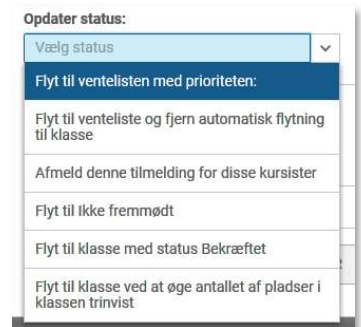 Opdater status:
Vælg status
Flyt til ventelisten med prioriteten:
Flyt til venteliste og fjern automatisk flytning
til klasse
Afmeld denne tilmelding for disse kursister
Flyt til Ikke fremmødt
Flyt til klasse med status Bekræftet
Flyt til klasse ved at øge antallet af pladser i
klassen trinvist